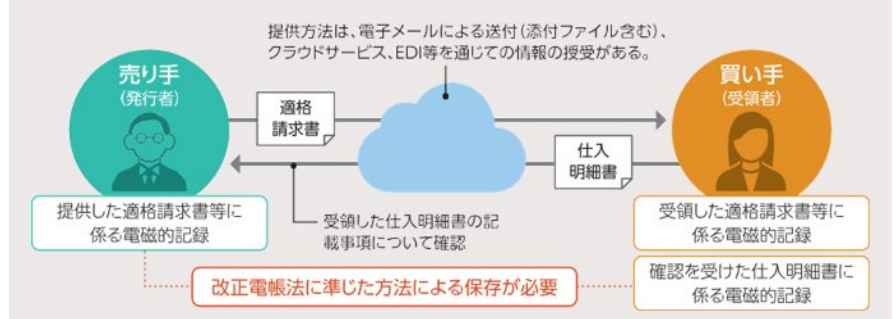 提供方法は、電子メールによる送付(添付ファイル含む)、
クラウドサービス、EDI等を通じての情報の授受がある。
売り手
(発行者)
適格
請求書
買い手
(受領者)
仕入
明細書
提供した適格請求書等に
係る電磁的記録
受領した仕入明細書の記
載事項について確認
受領した適格請求書等に
係る電磁的記録
改正電帳法に準じた方法による保存が必要
確認を受けた仕入明細書に
係る電磁的記録